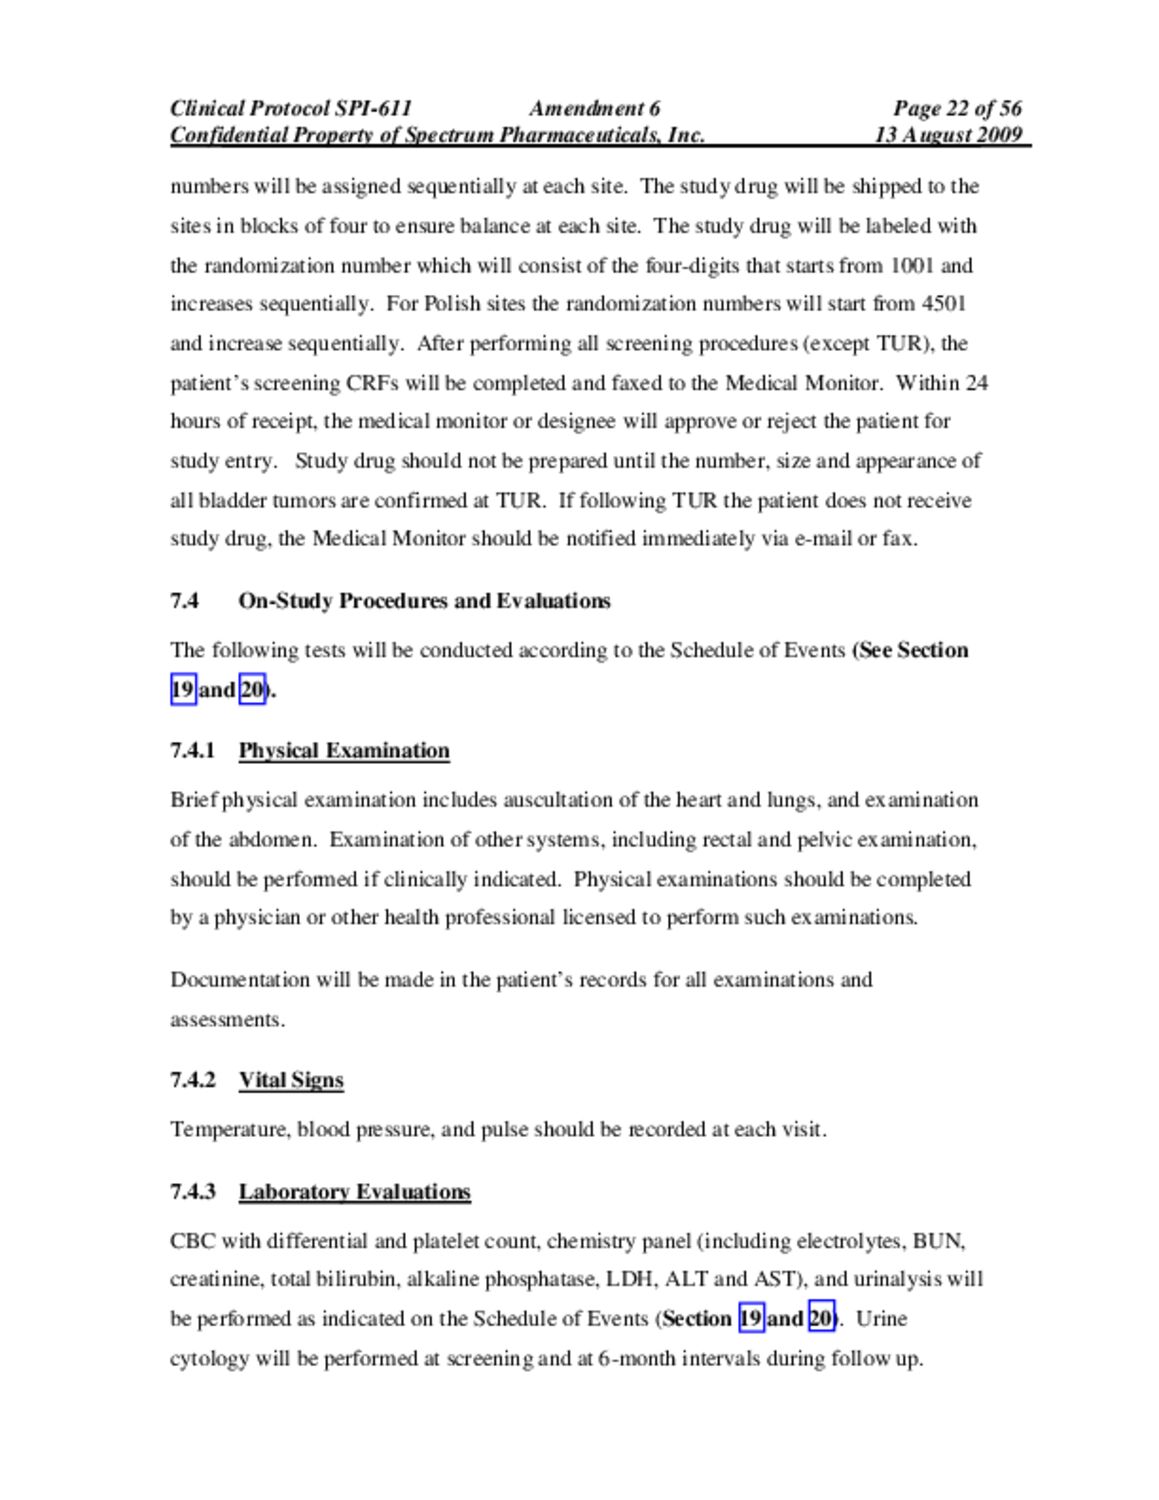 Clinical Protocol SPI-611 Amendment 6 Page 22 of 56
Confidential Property of Spectrum Pharmaceuticals, Inc. 13 August 2009
numbers will be assigned sequentially at each site. The study drug will be shipped to the
sites in blocks of four to ensure balance at each site. The study drug will be labeled with
the randomization number which will consist of the four-digits that starts from 1001 and
increases sequentially. For Polish sites the randomization numbers will start from 4501
and increase sequentially. After performing all screening procedures (except TUR), the
patient’s screening CRFs will be completed and faxed to the Medical Monitor. Within 24
hours of receipt, the medical monitor or designee will approve or reject the patient for
study entry. Study drug should not be prepared until the number, size and appearance of
all bladder tumors are confirmed at TUR. If following TUR the patient does not receive
study drug, the Medical Monitor should be notified immediately via e-mail or fax.
7.4 On-Study Procedures and Evaluations
The following tests will be conducted according to the Schedule of Events (See Section
19 and 20).
7.4.1 Physical Examination
Brief physical examination includes auscultation of the heart and lungs, and examination
of the abdomen. Examination of other systems, including rectal and pelvic examination,
should be performed if clinically indicated. Physical examinations should be completed
by a physician or other health professional licensed to perform such examinations.
Documentation will be made in the patient’s records for all examinations and
assessments.
7.4.2 Vital Signs
Temperature, blood pressure, and pulse should be recorded at each visit.
7.4.3 Laboratory Evaluations
CBC with differential and platelet count, chemistry panel (including electrolytes, BUN,
creatinine, total bilirubin, alkaline phosphatase, LDH, ALT and AST), and urinalysis will
be performed as indicated on the Schedule of Events (Section 19 and 20). Urine
cytology will be performed at screening and at 6-month intervals during follow up.